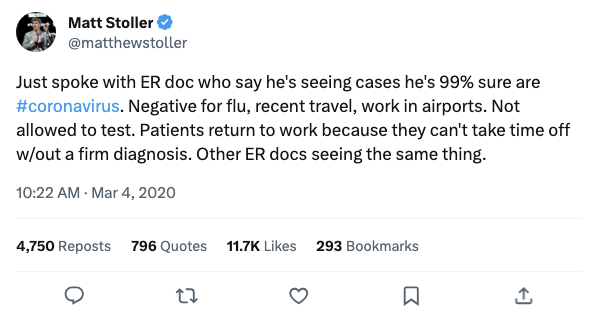 Matt Stoller
@matthewstoller
Just spoke with ER doc who say he's seeing cases he's 99% sure are
#coronavirus. Negative for flu, recent travel, work in airports. Not
allowed to test. Patients return to work because they can't take time off
w/out a firm diagnosis. Other ER docs seeing the same thing.
10:22 AM · Mar 4, 2020
4,750 Reposts 796 Quotes 11.7K Likes 293 Bookmarks